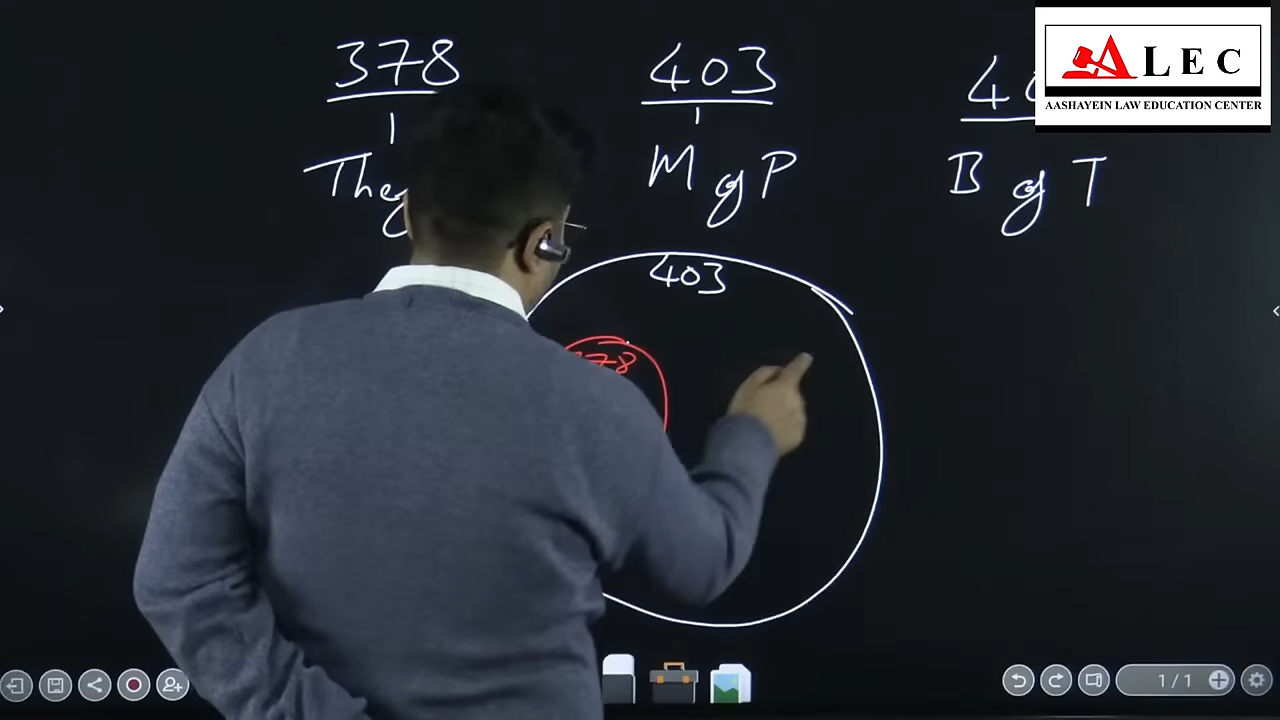 378 403
ALEC
AASHAYEIN LAW EDUCATION CENTER
M of P B of T
403
1/1